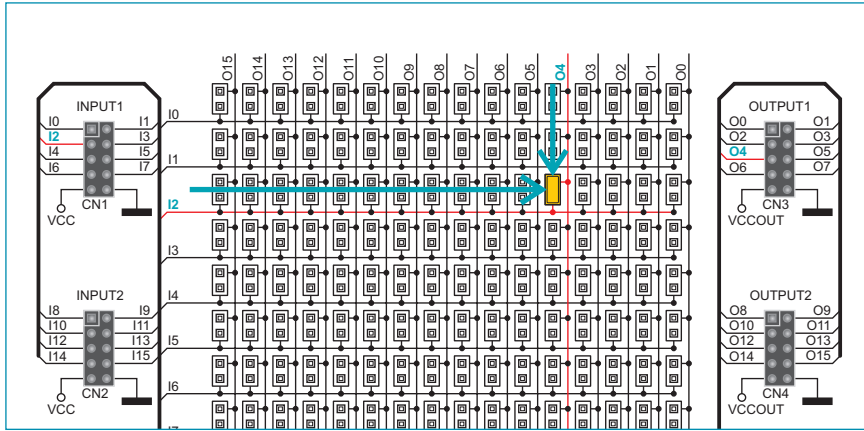 O15 O14 O13 O12 O11 O10 O9 O8 O7 O6 O5 O4 O3 O2 O1 O0
INPUT1
I0 I1
I2 I3
I4 I5
I6 I7
CN1
VCC
INPUT2
I8 I9
I10 I11
I12 I13
I14 I15
CN2
VCC
I0
I1
I2
I3
I4
I5
I6
I7
OUTPUT1
O0 O1
O2 O3
O4 O5
O6 O7
CN3
VCCOUT
OUTPUT2
O8 O9
O10 O11
O12 O13
O14 O15
CN4
VCCOUT